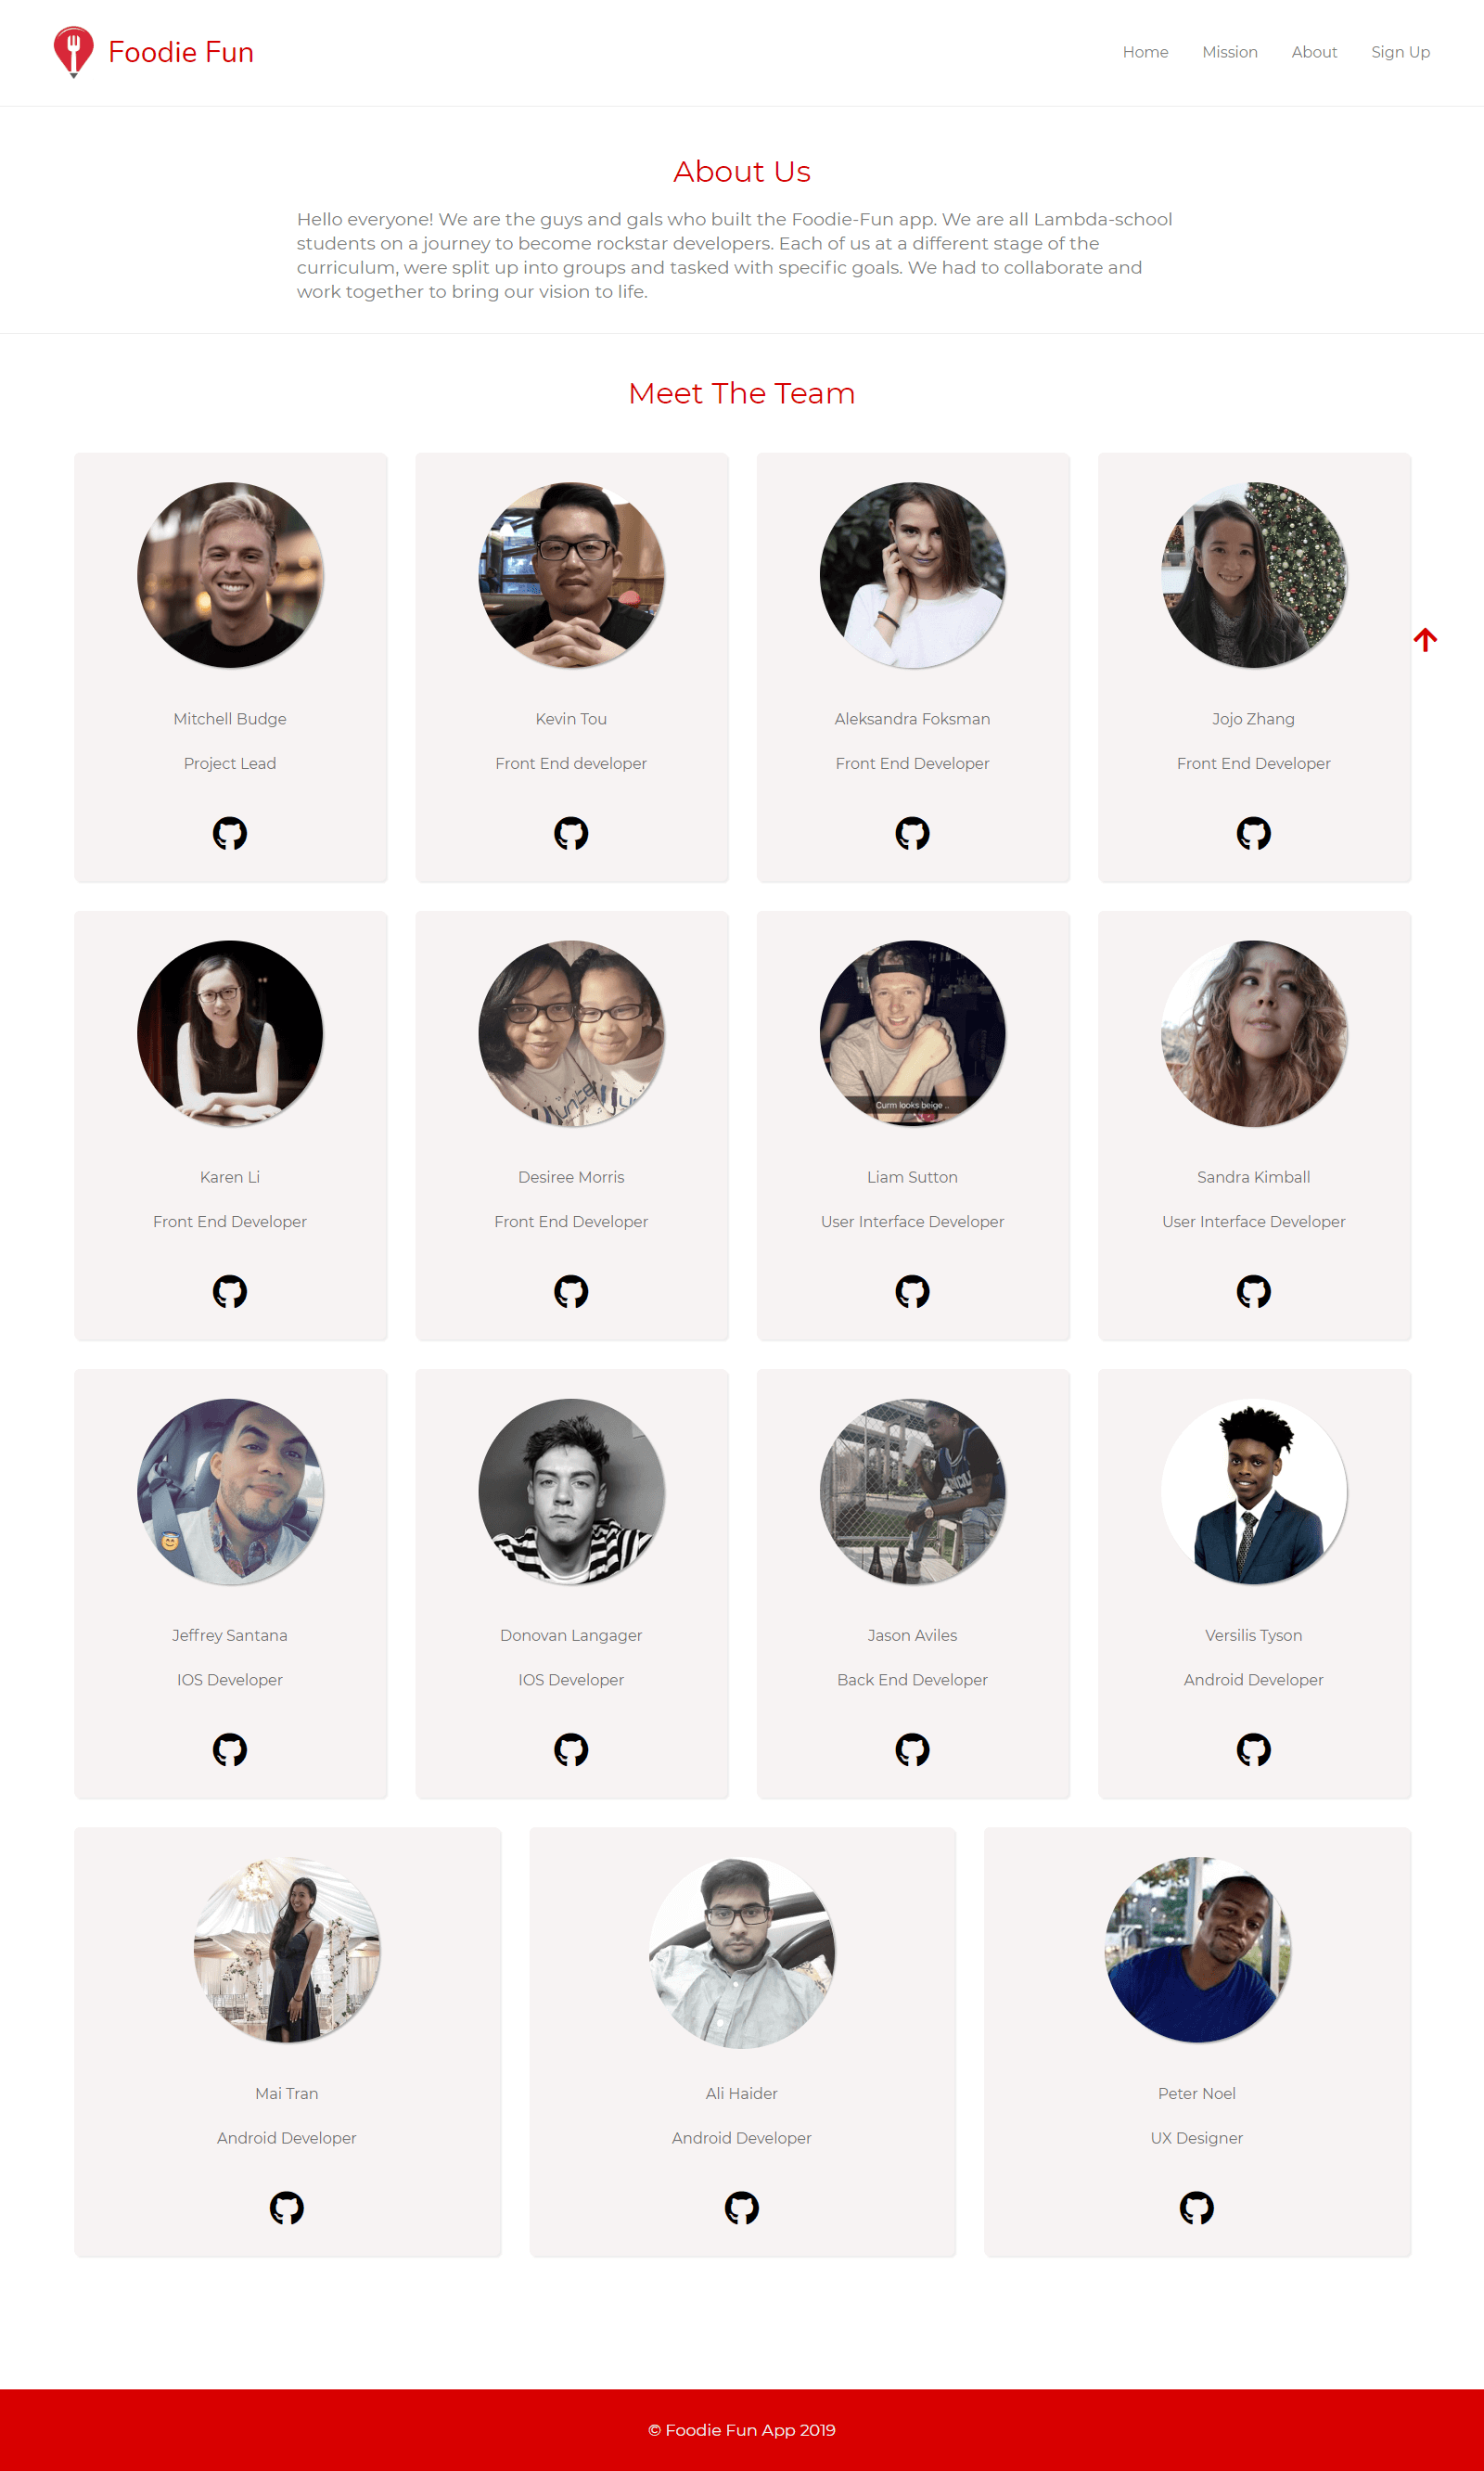 Foodie Fun
Home Mission About Sign Up
About Us
Hello everyone! We are the guys and gals who built the Foodie-Fun app. We are all Lambda-school
students on a journey to become rockstar developers. Each of us at a different stage of the
curriculum, were split up into groups and tasked with specific goals. We had to collaborate and
work together to bring our vision to life.
Meet The Team
Mitchell Budge
Project Lead
Kevin Tou
Front End developer
Aleksandra Foksman
Front End Developer
Jojo Zhang
Front End Developer
Karen Li
Front End Developer
Desiree Morris
Front End Developer
Curm looks beige ..
Liam Sutton
User Interface Developer
Sandra Kimball
User Interface Developer
Jeffrey Santana
IOS Developer
Donovan Langager
IOS Developer
Jason Aviles
Back End Developer
Versilis Tyson
Android Developer
Mai Tran
Android Developer
Ali Haider
Android Developer
Peter Noel
UX Designer
© Foodie Fun App 2019